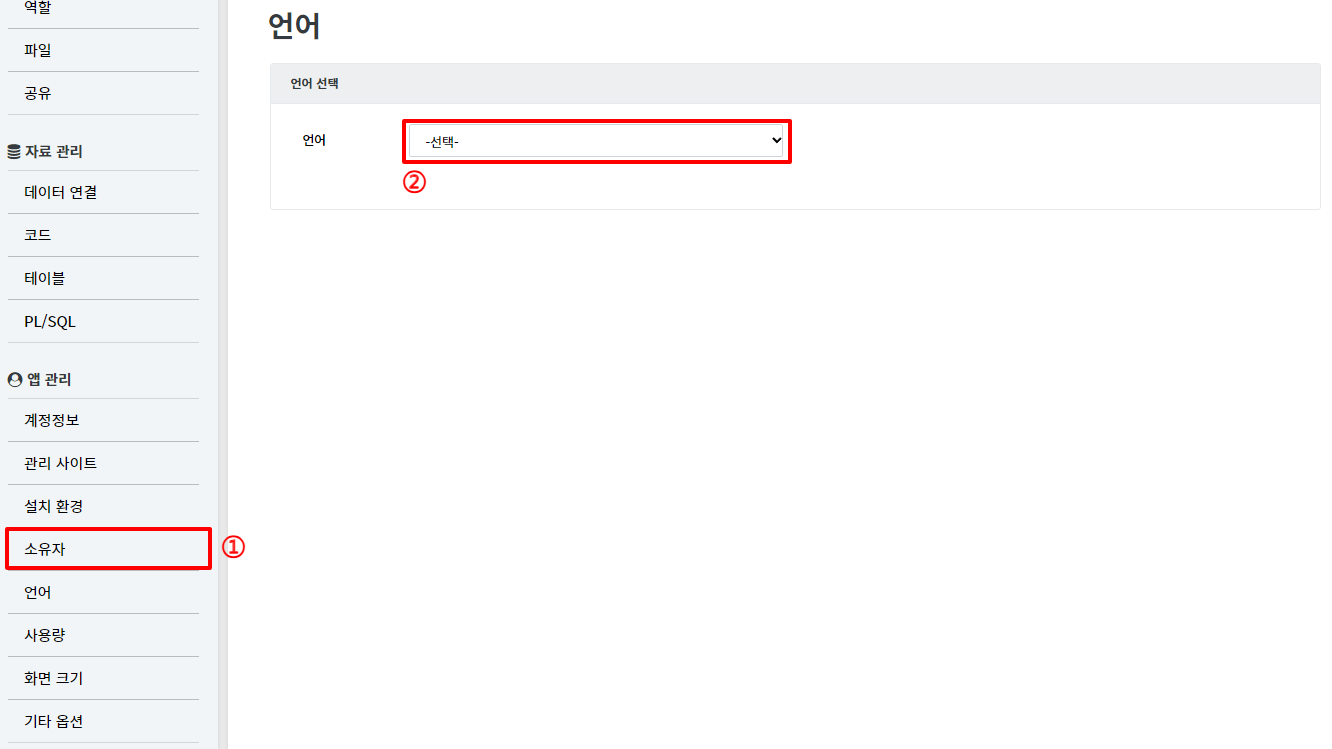 역할
파일
공유
자료 관리
데이터 연결
코드
테이블
PL/SQL
앱 관리
계정정보
관리 사이트
설치 환경
소유자
①
언어
사용량
화면 크기
기타 옵션
언어
언어 선택
언어
-선택-
②